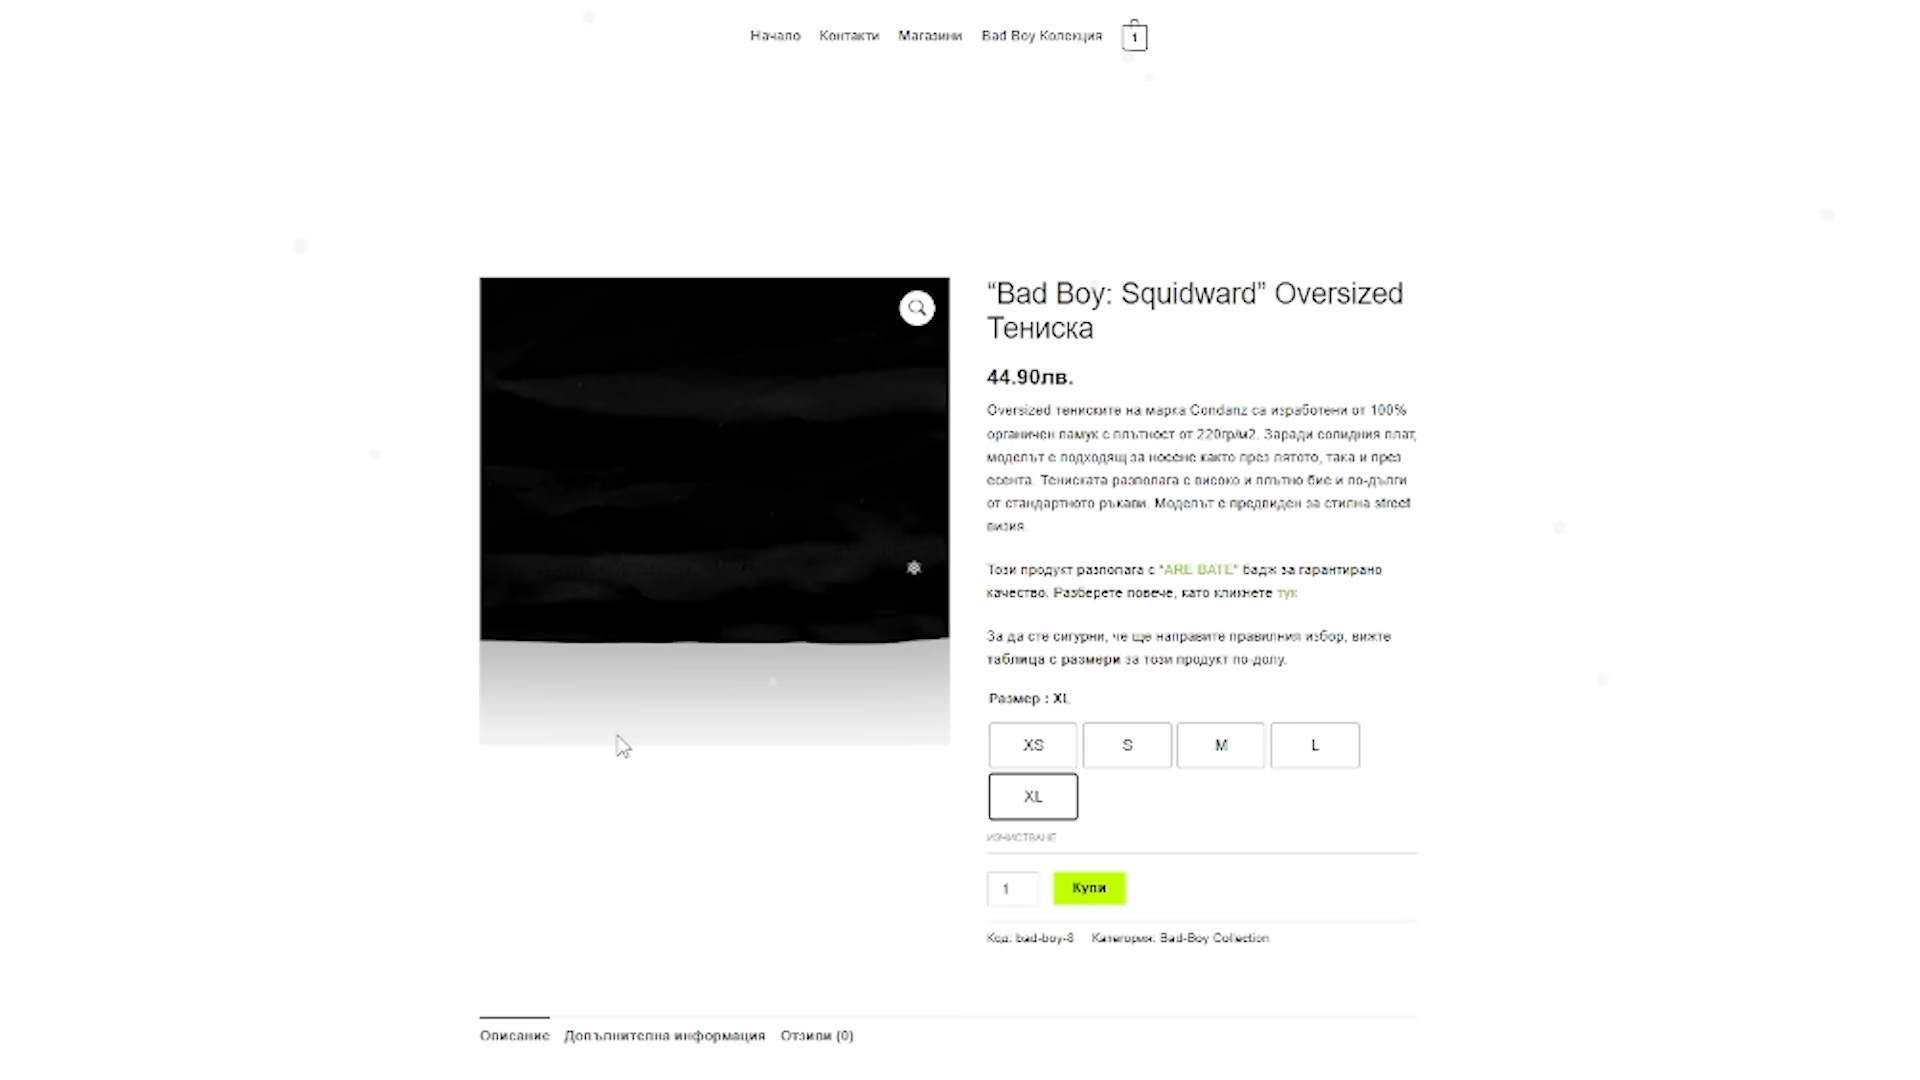 Начало Контакти Магазини Bad Boy Колекция 1
“Bad Boy: Squidward” Oversized
Тениска
44.90лв.
Oversized тениските на марка Condanz са изработени от 100%
органичен памук с плътност от 220гр/м2. Заради солидния плат,
моделът е подходящ за носене както през лятото, така и през
есента. Тениската разполага с високо и плътно бие и по-дълги
от стандартното ръкави. Моделът е предвиден за стилна street
визия.
Този продукт разполага с “ARE BATE” бадж за гарантирано
качество. Разберете повече, като кликнете тук
За да сте сигурни, че ще направите правилния избор, вижте
таблица с размери за този продукт по-долу.
Размер : XL
XS S M L
XL
ИЗЧИСТВАНЕ
1 Купи
Код: bad-boy-8 Категория: Bad-Boy Collection
Описание Допълнителна информация Отзиви (0)